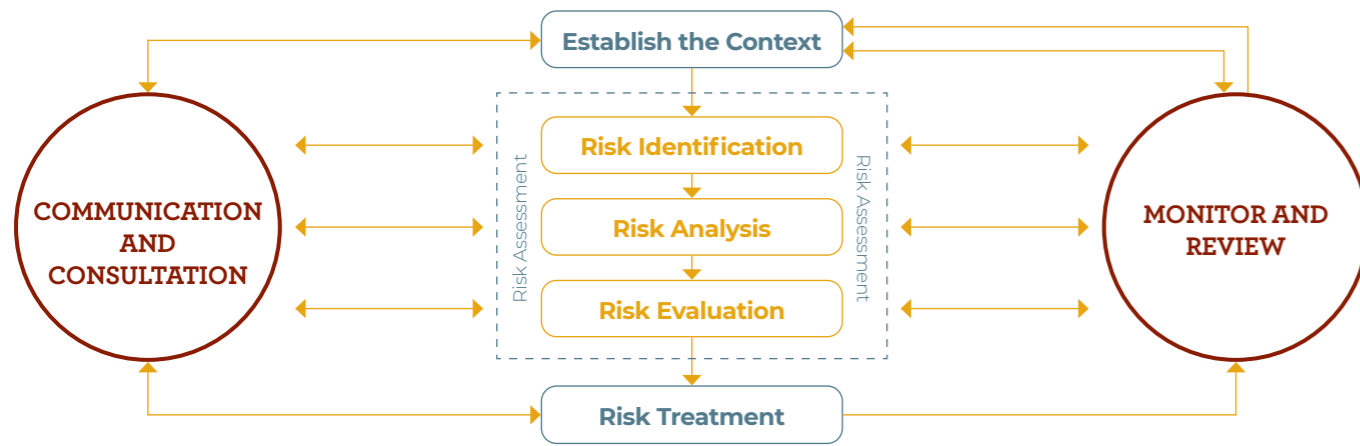 Establish the Context
COMMUNICATION
AND
CONSULTATION
Risk Assessment
Risk Identification
Risk Analysis
Risk Evaluation
Risk Assessment
MONITOR AND
REVIEW
Risk Treatment